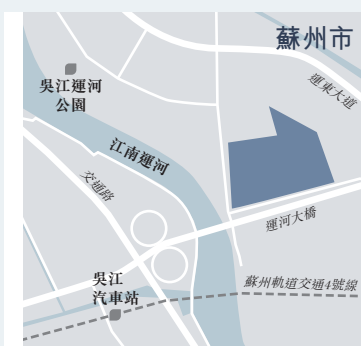 蘇州市
運東大道
吳江運河
公園
江南運河
交通路
運河大橋
吳江
汽車站
蘇州軌道交通4號線